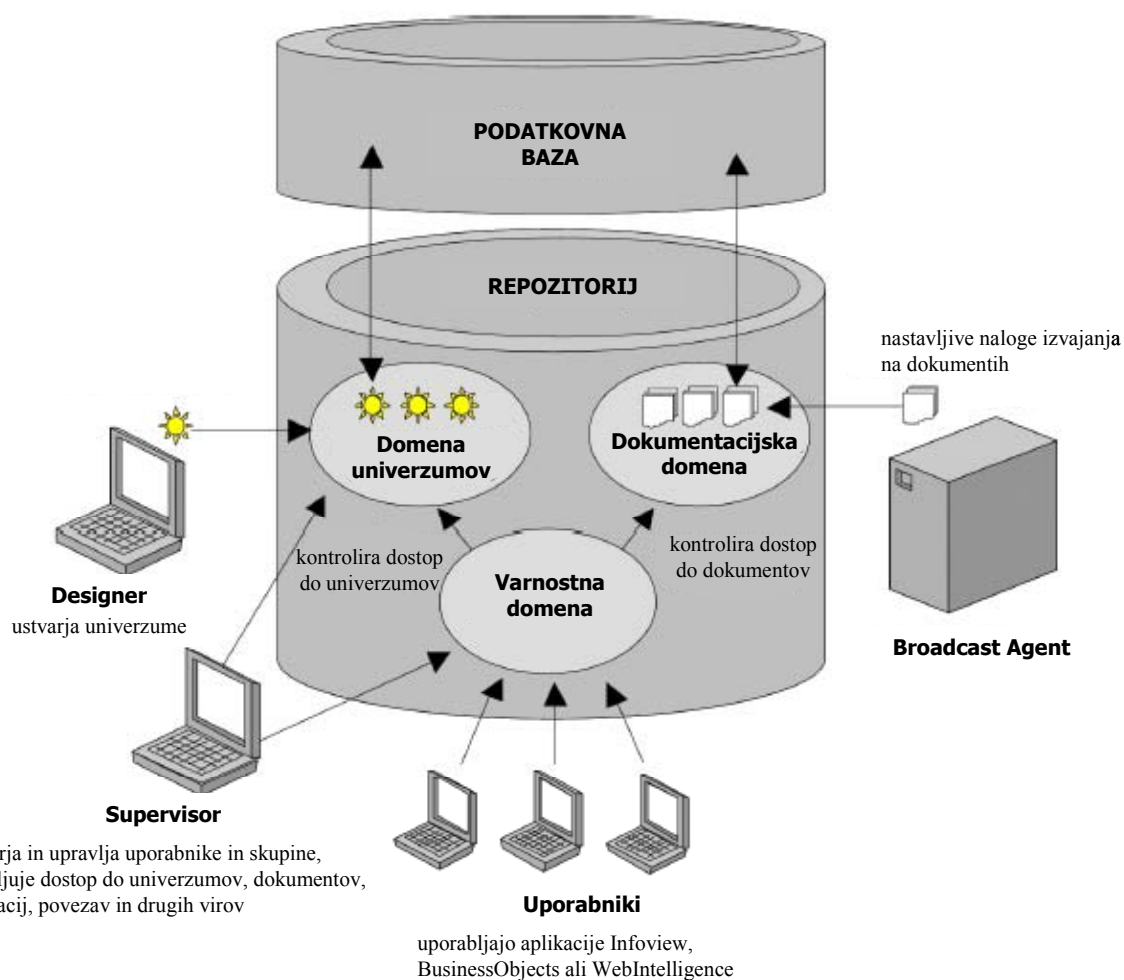 PODATKOVNA
BAZA
REPOZITORIJ
nastavljive naloge izvajanja
na dokumentih
Domena
univerzumov
Dokumentacijska
domena
kontrolira dostop
do univerzumov
kontrolira dostop
do dokumentov
Varnostna
domena
Designer
ustvarja univerzume
Broadcast Agent
Supervisor
in upravlja uporabnike in skupine,
dostop do univerzumov, dokumentov,
povezav in drugih virov
Uporabniki
uporabljajo aplikacije Infoview,
BusinessObjects ali WebIntelligence